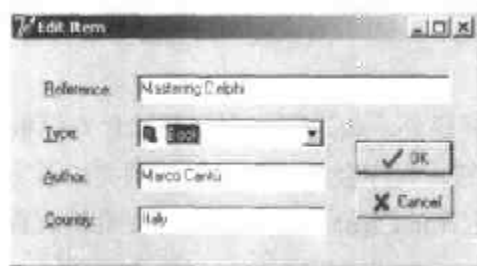 Edit Item
Reference: Mastering Delphi
Type: Book
OK
Author: Marco Cantù
Cancel
Country: Italy